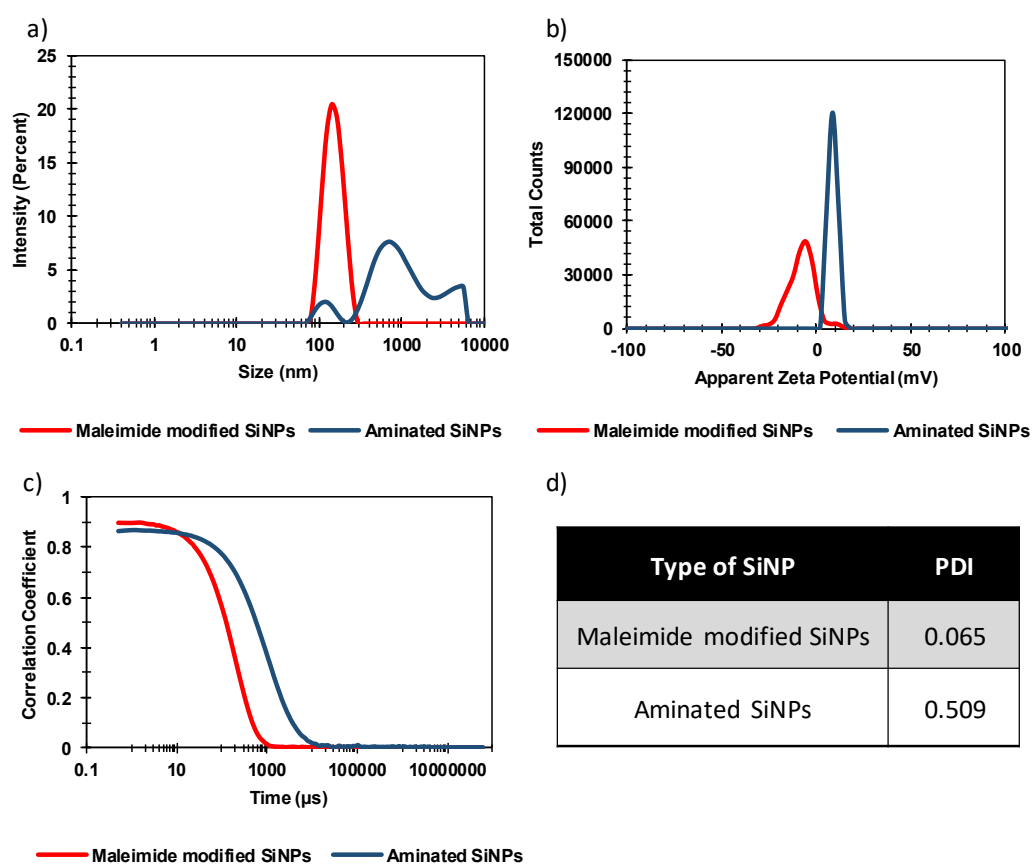 a)
25
20
15
10
5
0
Intensity (Percent)
0.1 1 10 100 1000 10000
Size (nm)
Maleimide modified SiNPs Aminated SiNPs
b)
150000
120000
90000
60000
30000
0
Total Counts
-100 -50 0 50 100
Apparent Zeta Potential (mV)
Maleimide modified SiNPs Aminated SiNPs
c)
1
0.8
0.6
0.4
0.2
0
Correlation Coefficient
0.1 10 1000 100000 10000000
Time (µs)
Maleimide modified SiNPs Aminated SiNPs
d)
Type of SiNP PDI
Maleimide modified SiNPs 0.065
Aminated SiNPs 0.509